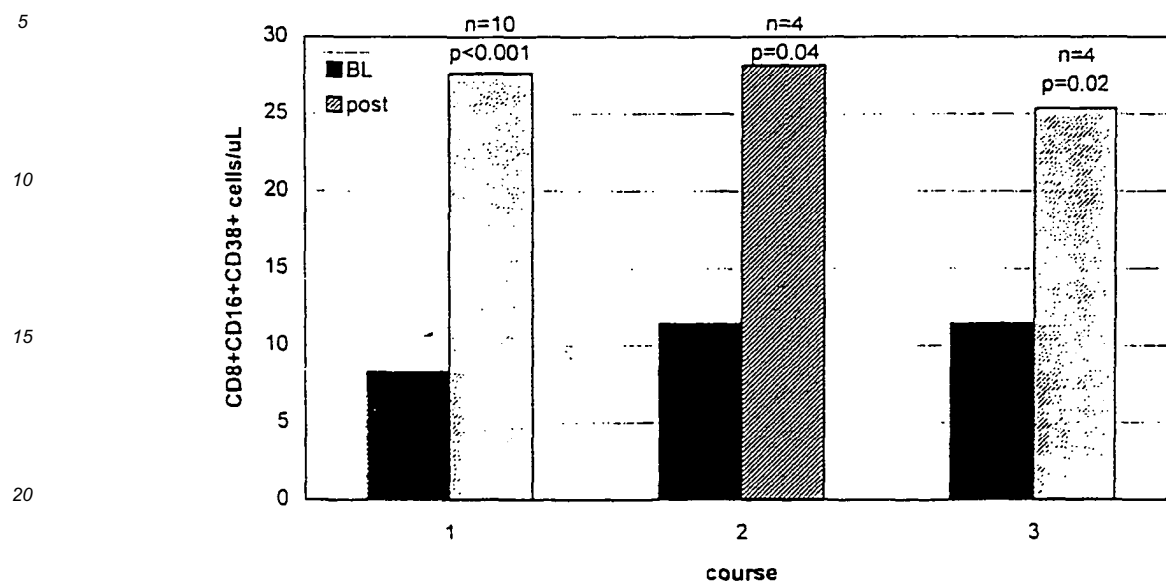 5
10
15
20
n=10
p<0.001
n=4
p=0.04
n=4
p=0.02
BL
post
30
25
20
15
10
5
0
CD8+CD16+CD38+ cells/uL
1
2
3
course